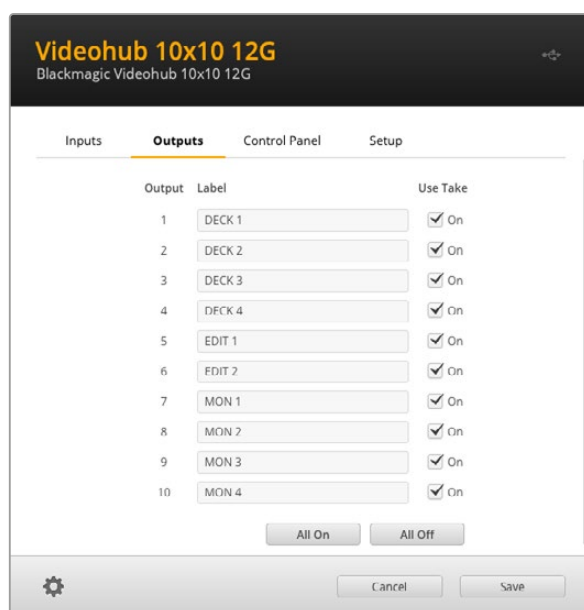 Videohub 10x10 12G
Blackmagic Videohub 10x10 12G
Inputs Outputs Control Panel Setup
Output Label Use Take
1 DECK 1 On
2 DECK 2 On
3 DECK 3 On
4 DECK 4 On
5 EDIT 1 On
6 EDIT 2 On
7 MON 1 On
8 MON 2 On
9 MON 3 On
10 MON 4 On
All On All Off
Cancel Save